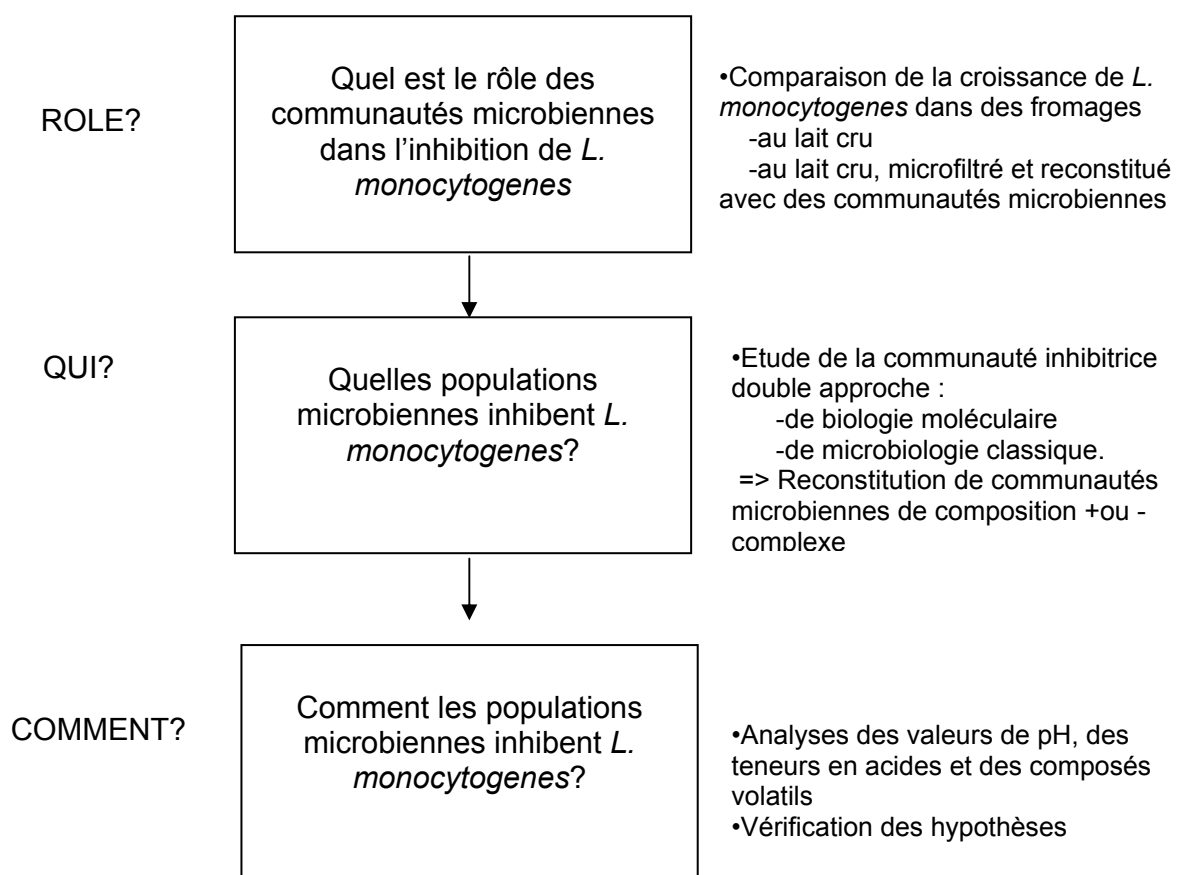 ROLE?
Quel est le rôle des
communautés microbiennes
dans l'inhibition de L.
monocytogenes
•Comparaison de la croissance de L.
monocytogenes dans des fromages
-au lait cru
-au lait cru, microfiltré et reconstitué
avec des communautés microbiennes
QUI?
Quelles populations
microbiennes inhibent L.
monocytogenes?
•Etude de la communauté inhibitrice
double approche :
-de biologie moléculaire
-de microbiologie classique.
=> Reconstitution de communautés
microbiennes de composition +ou -
complexe
COMMENT?
Comment les populations
microbiennes inhibent L.
monocytogenes?
•Analyses des valeurs de pH, des
teneurs en acides et des composés
volatils
•Vérification des hypothèses